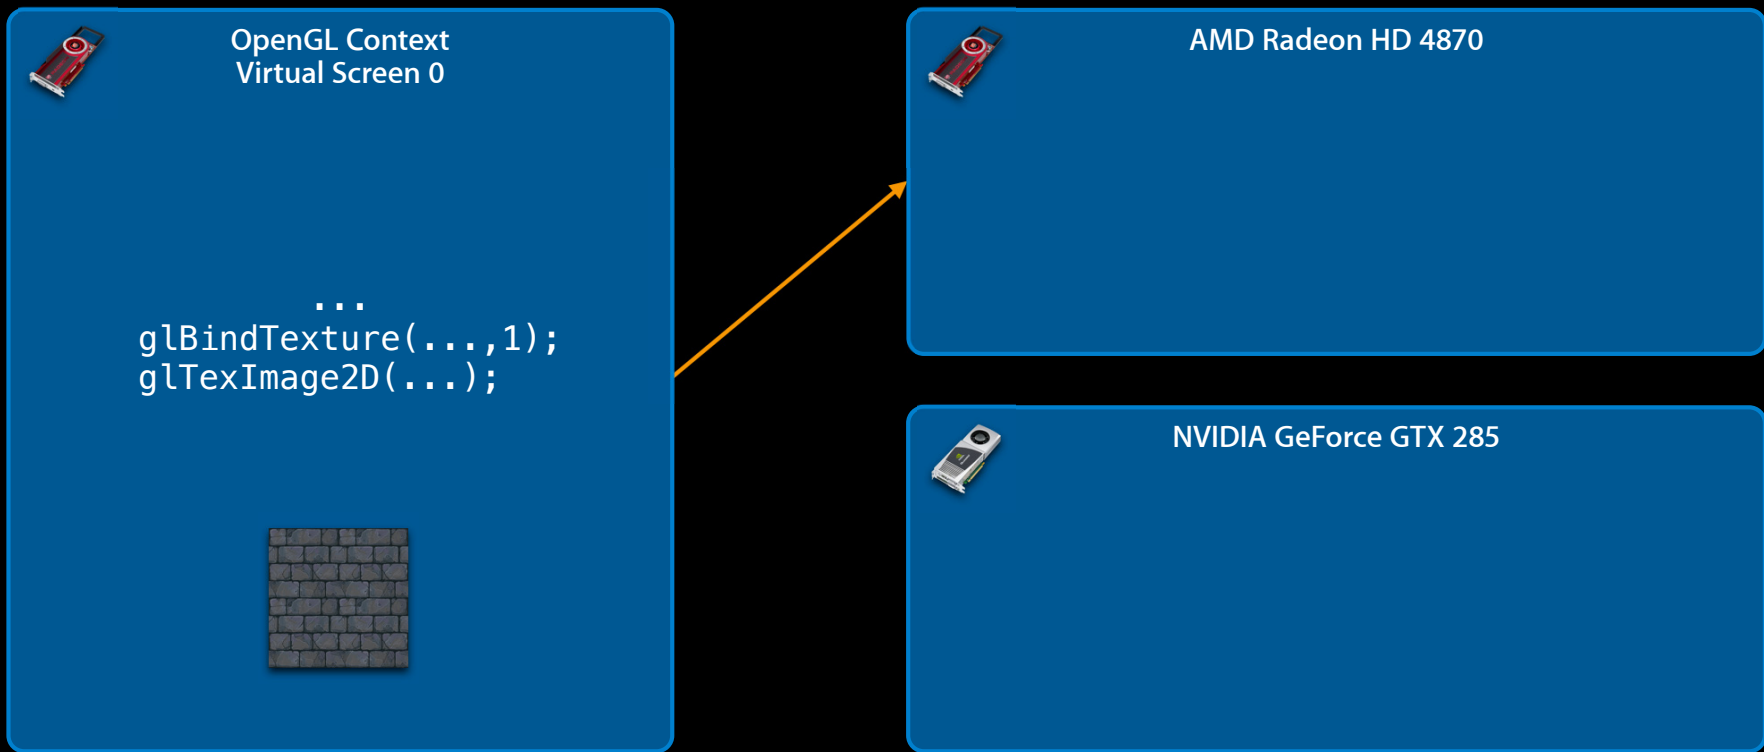 OpenGL Context
Virtual Screen 0
...
glBindTexture(...,1);
glTexImage2D(...);
AMD Radeon HD 4870
NVIDIA GeForce GTX 285